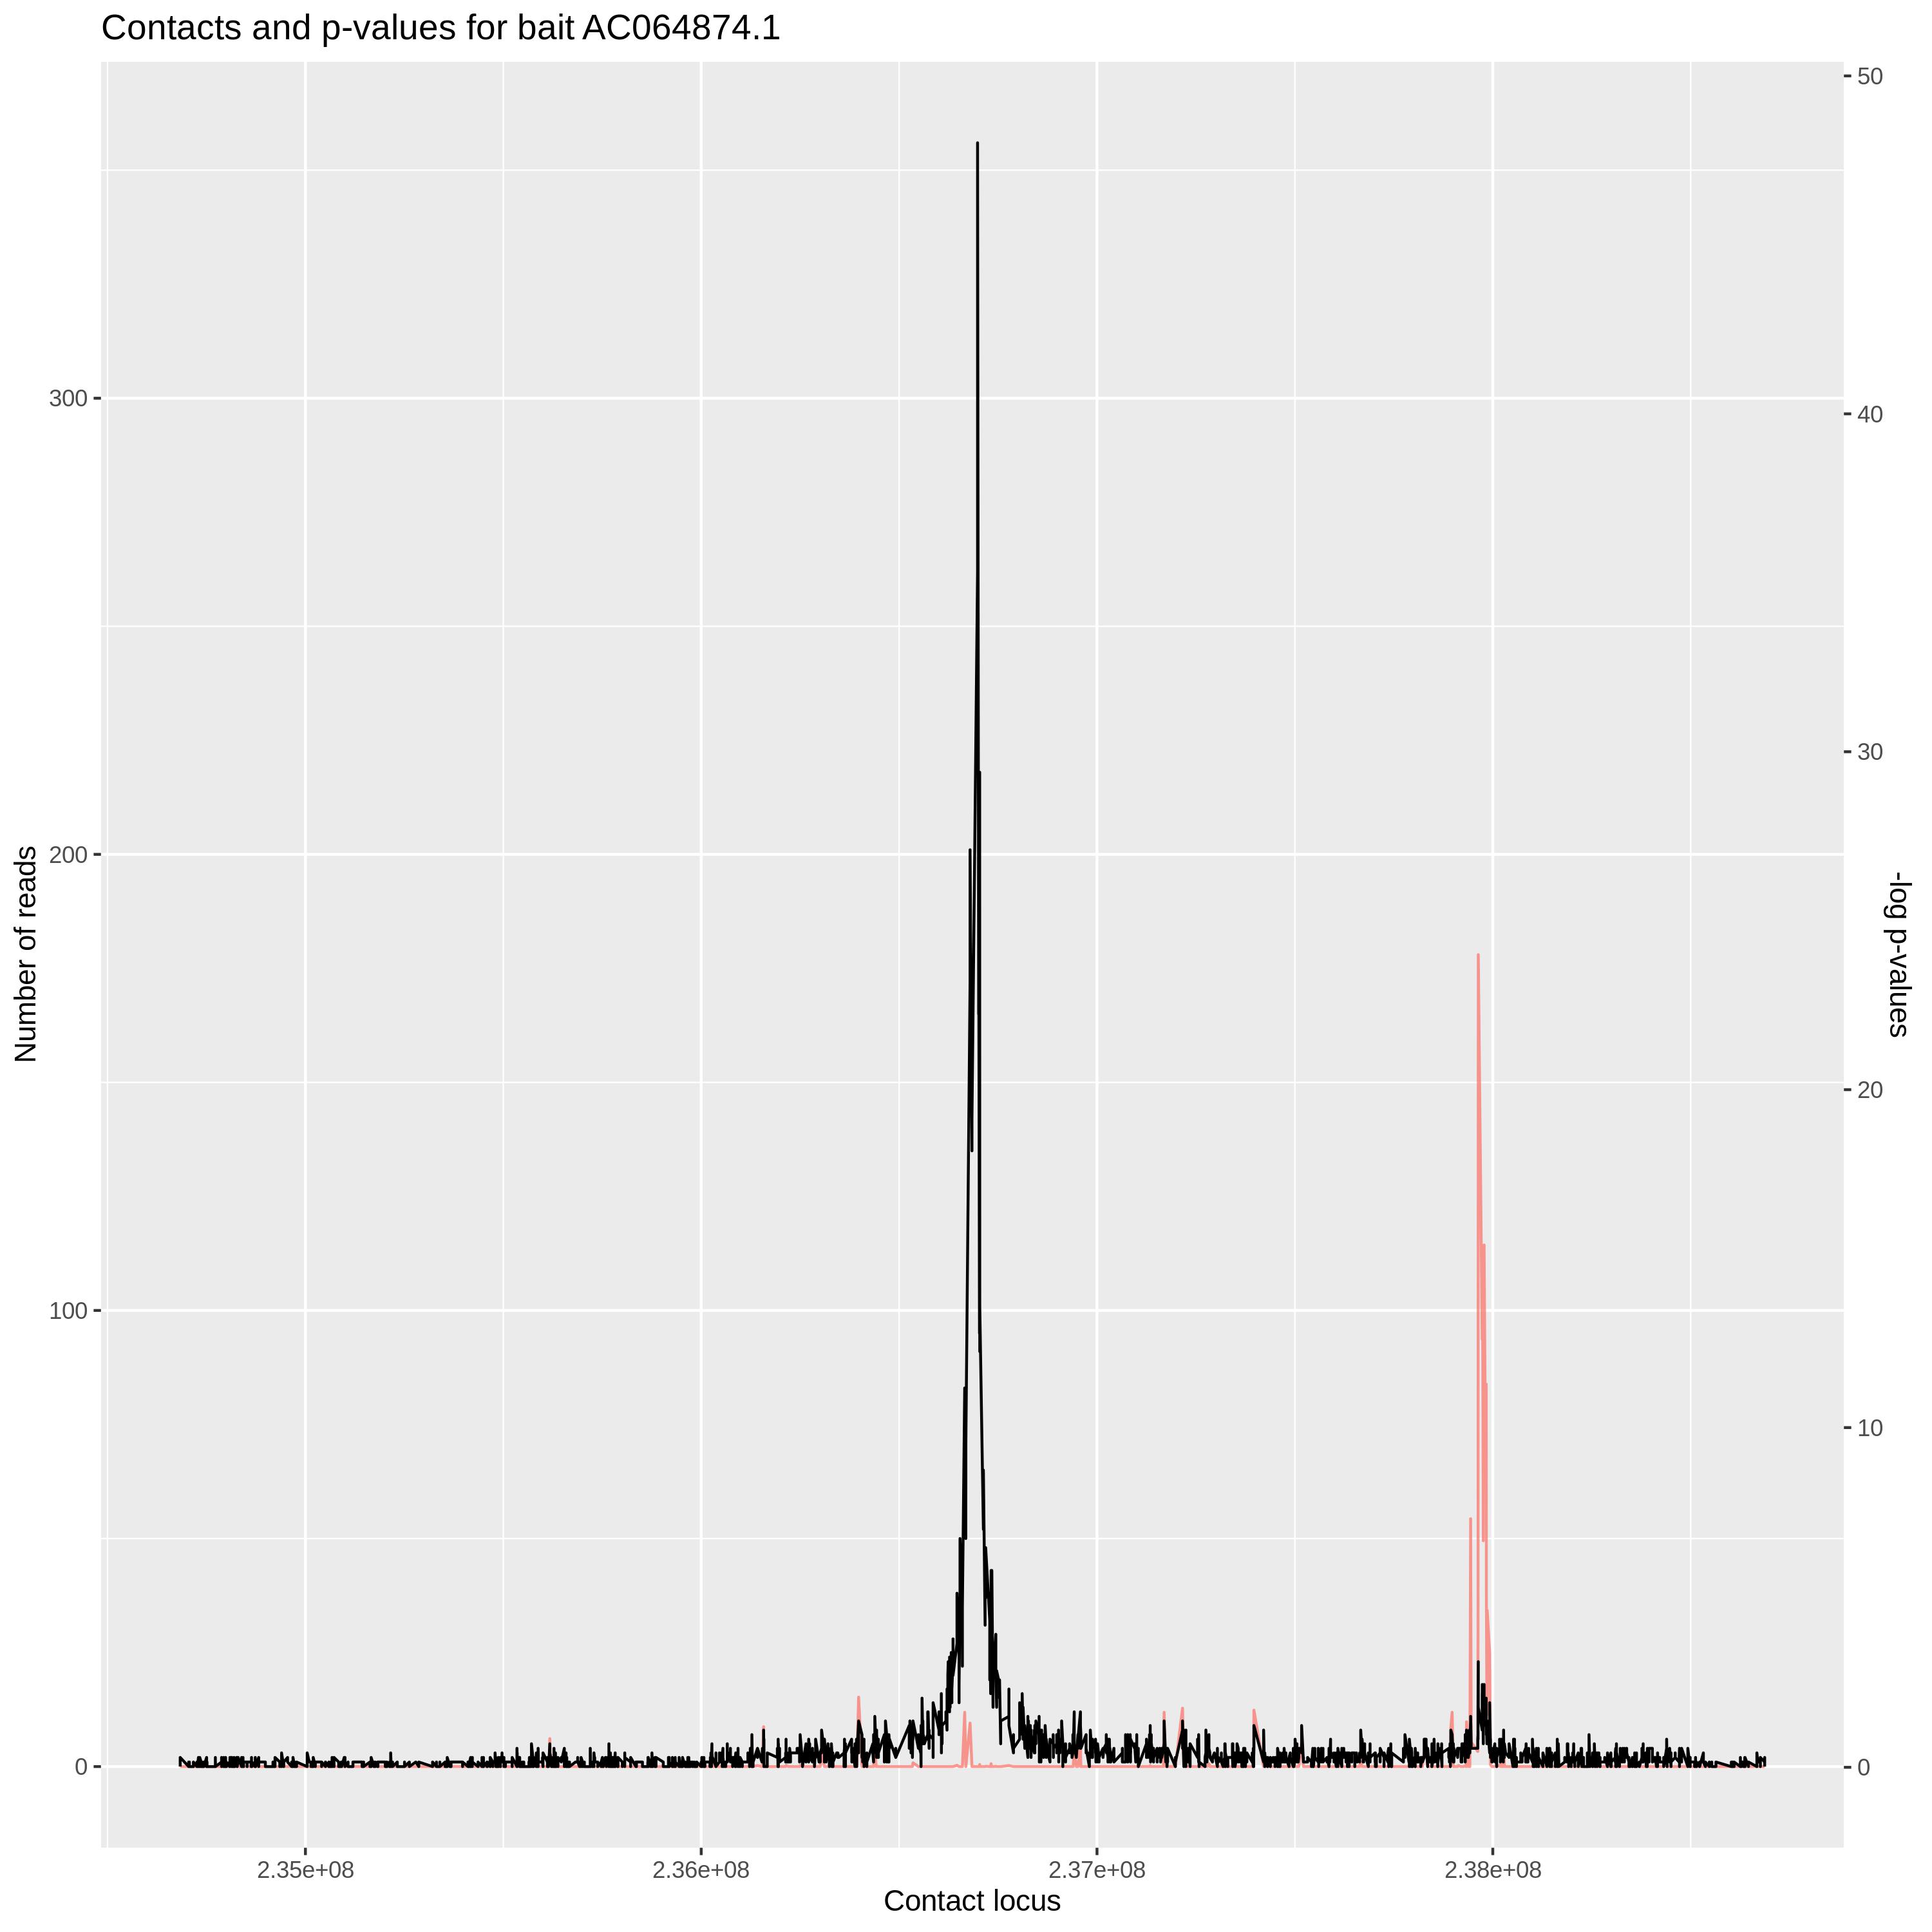 Contacts and p-values for bait AC064874.1
Number of reads
300
200
100
0
50
40
30
20
10
0
-log p-values
2.35e+08
2.36e+08
2.37e+08
2.38e+08
Contact locus